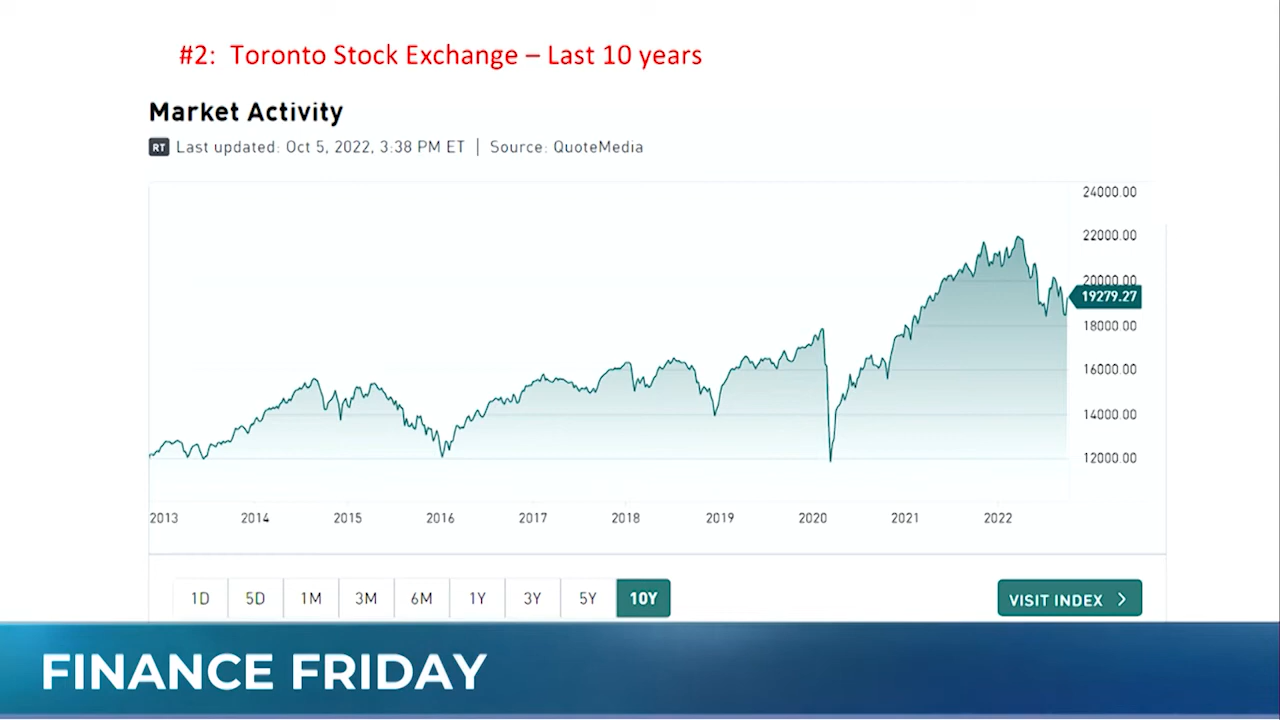 #2: Toronto Stock Exchange – Last 10 years
Market Activity
RT Last updated: Oct 5, 2022, 3:38 PM ET | Source: QuoteMedia
24000.00
22000.00
20000.00
19279.27
18000.00
16000.00
14000.00
12000.00
2013 2014 2015 2016 2017 2018 2019 2020 2021 2022
1D 5D 1M 3M 6M 1Y 3Y 5Y 10Y VISIT INDEX >
FINANCE FRIDAY